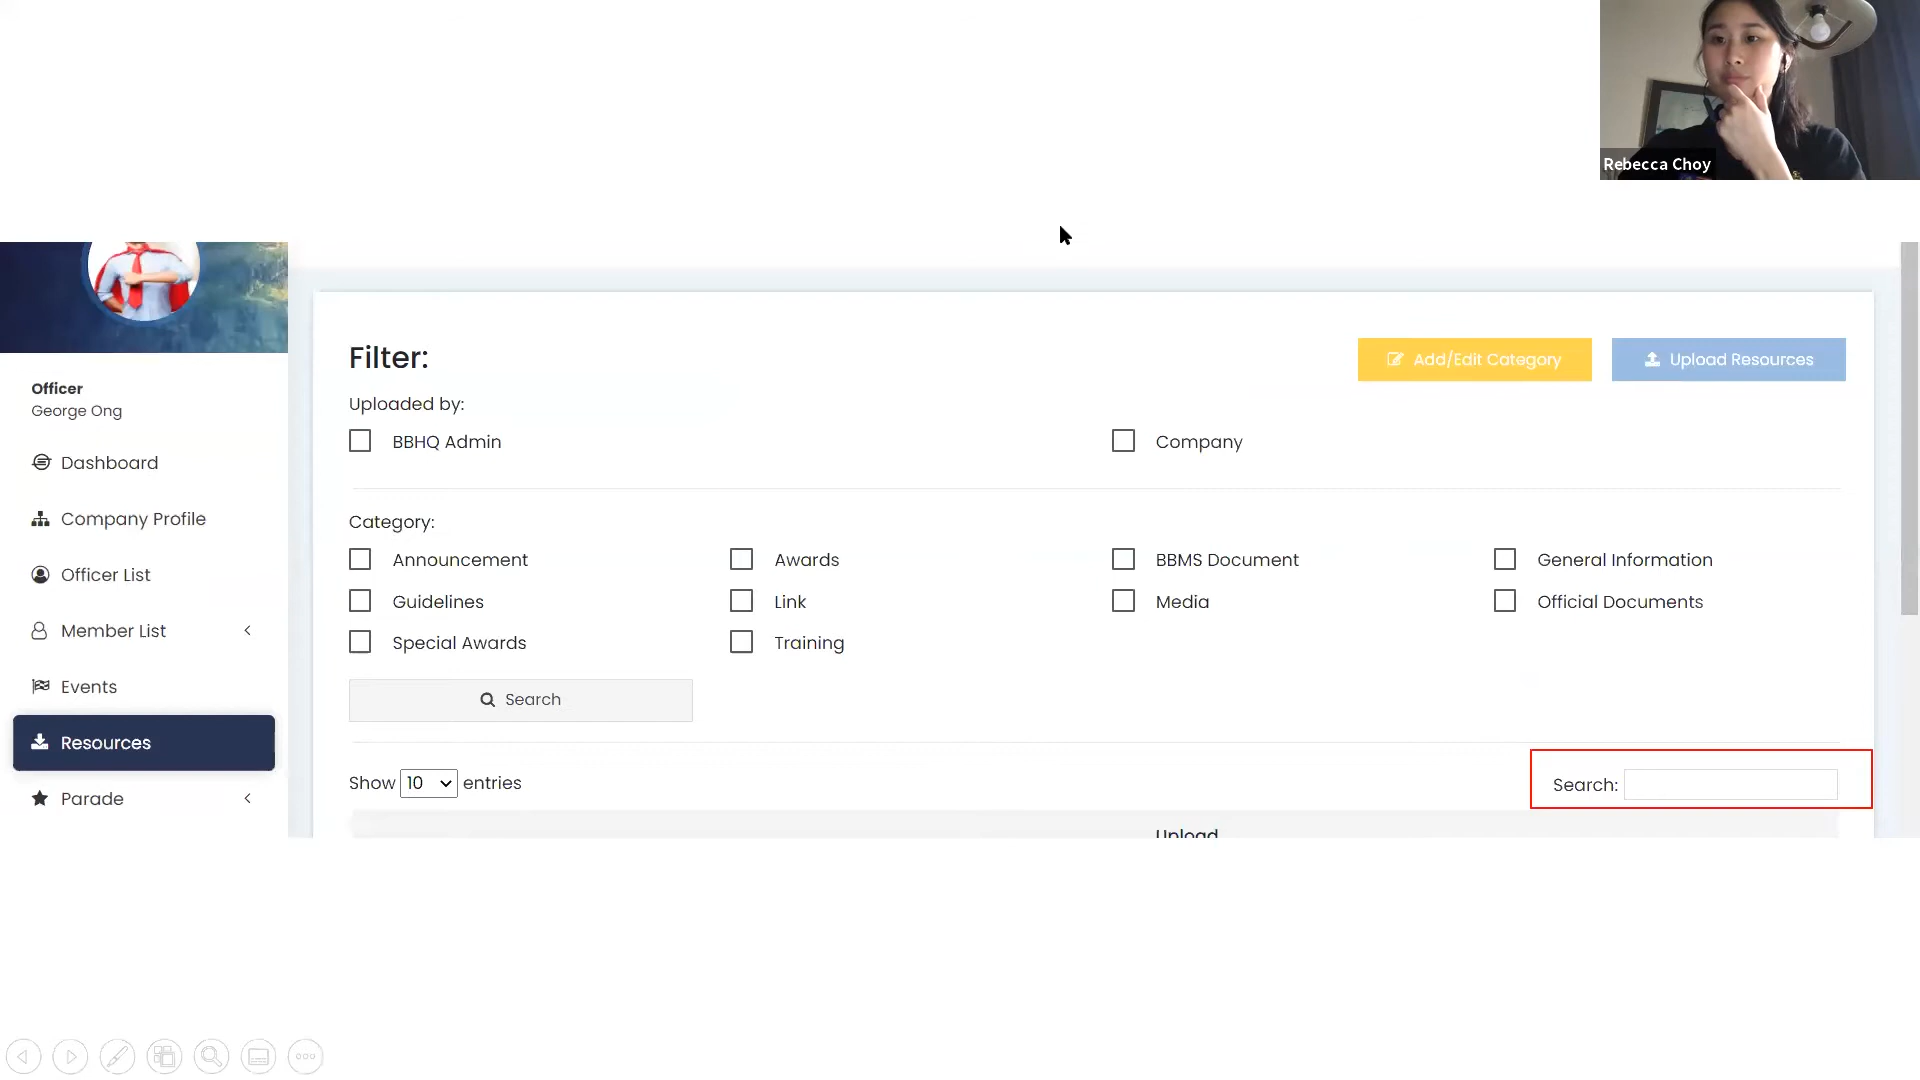 Rebecca Choy
Officer
George Ong
Dashboard
Company Profile
Officer List
Member List
Events
Resources
Parade
Filter:
Add/Edit Category
Upload Resources
Uploaded by:
BBHQ Admin
Company
Category:
Announcement
Awards
BBMS Document
General Information
Guidelines
Link
Media
Official Documents
Special Awards
Training
Search
Show 10 entries
Search:
Upload